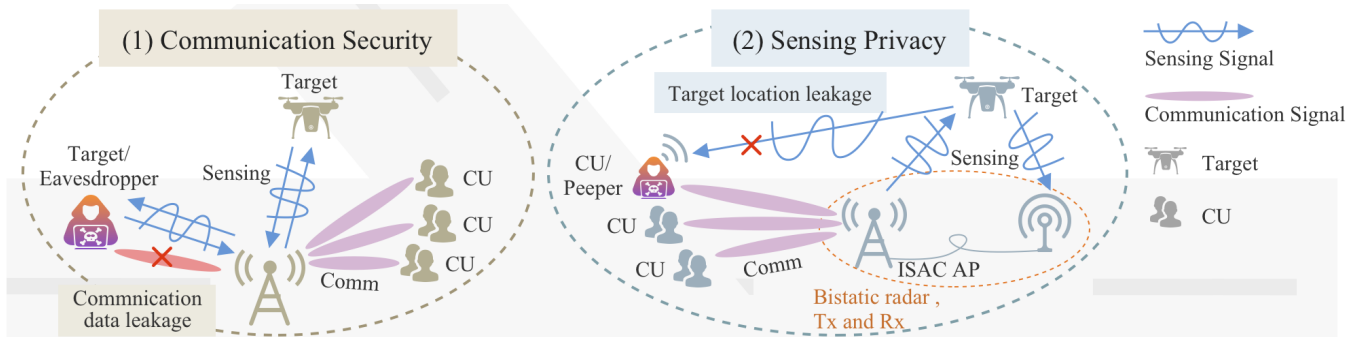 (1) Communication Security
Target
Target/
Eavesdropper
Sensing
CU
CU
CU
Comm
Commnication
data leakage
(2) Sensing Privacy
Target location leakage
Target
CU/
Peeper
Sensing
CU
CU
Comm
ISAC AP
Bistatic radar ,
Tx and Rx
Sensing Signal
Communication Signal
Target
CU